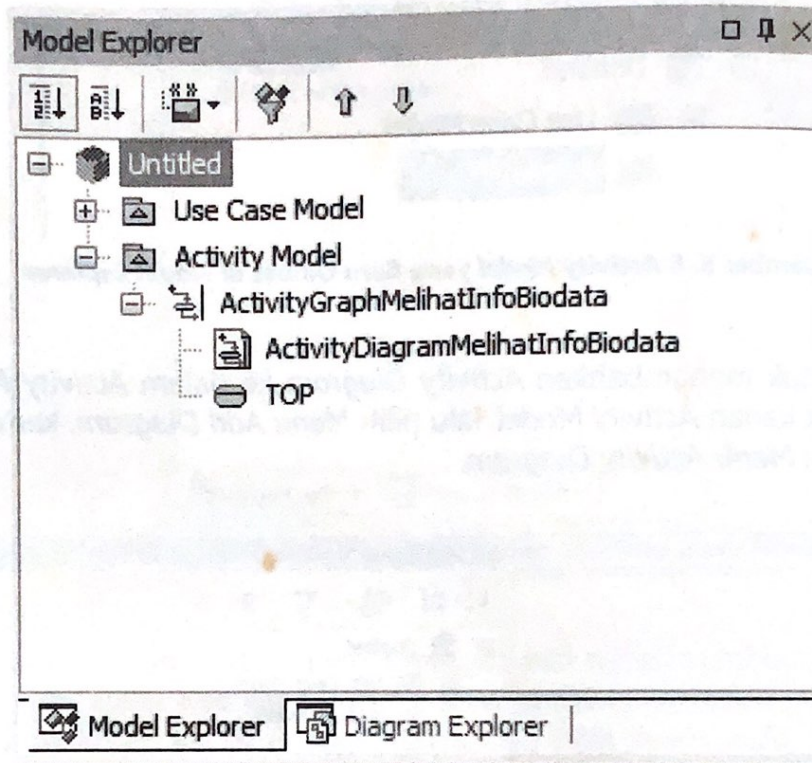 Model Explorer
Untitled
Use Case Model
Activity Model
ActivityGraphMelihatInfoBiodata
ActivityDiagramMelihatInfoBiodata
TOP
Model Explorer
Diagram Explorer